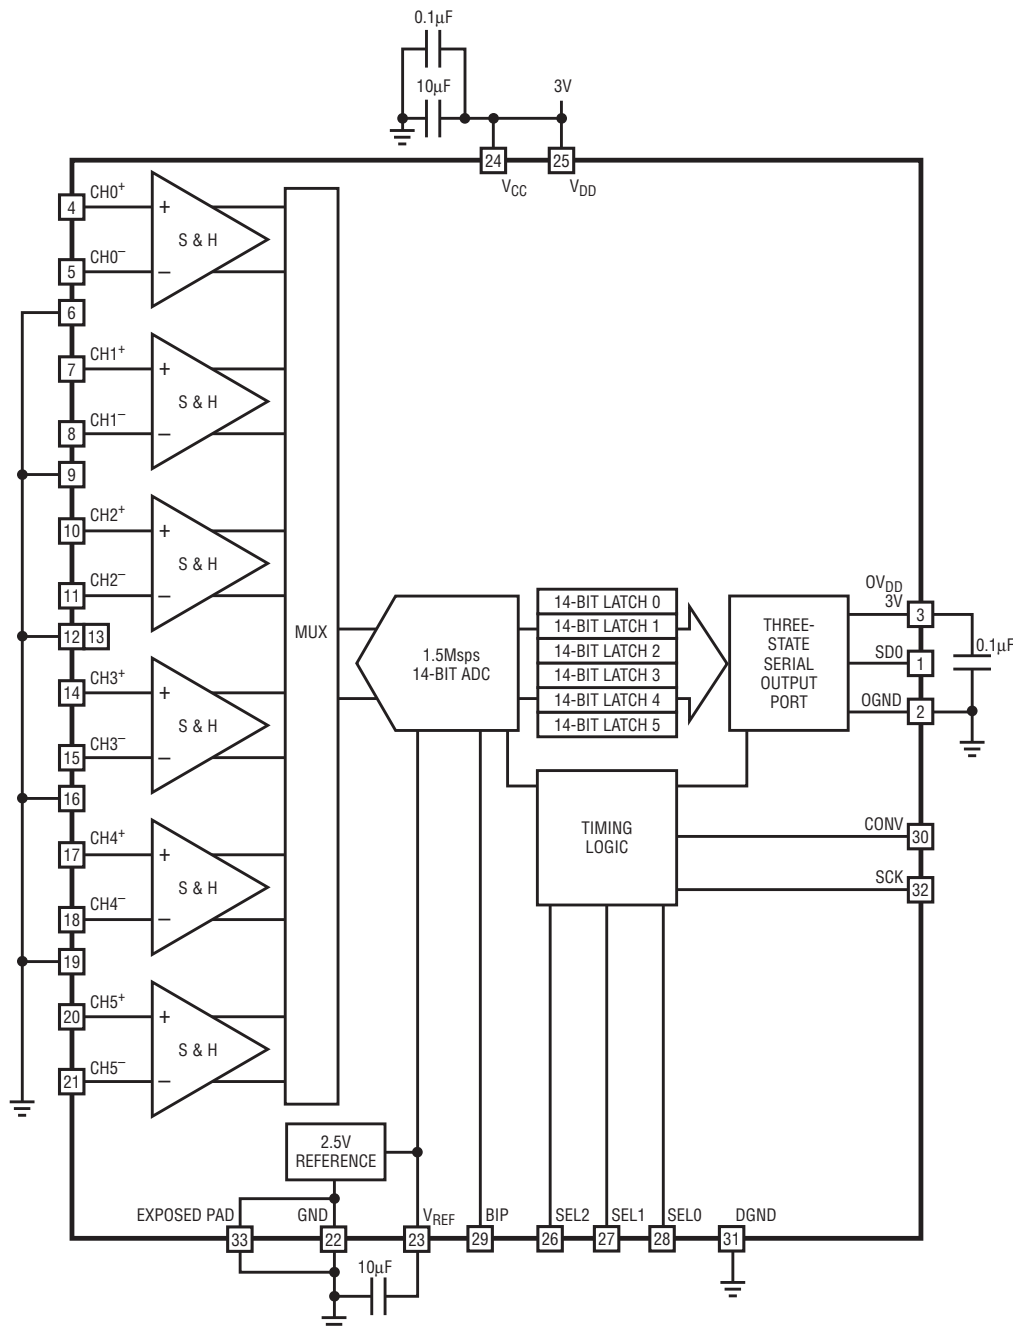 0.1µF
10µF
3V
24
25
VCC
VDD
4
CH0+
+
S & H
5
CH0–
–
6
7
CH1+
+
S & H
8
CH1–
–
9
10
CH2+
+
S & H
11
CH2–
–
12
13
14
CH3+
+
S & H
15
CH3–
–
16
17
CH4+
+
S & H
18
CH4–
–
19
20
CH5+
+
S & H
21
CH5–
–
MUX
1.5Msps
14-BIT ADC
14-BIT LATCH 0
14-BIT LATCH 1
14-BIT LATCH 2
14-BIT LATCH 3
14-BIT LATCH 4
14-BIT LATCH 5
THREE-
STATE
SERIAL
OUTPUT
PORT
OVDD
3V
3
0.1µF
SD0
1
OGND
2
TIMING
LOGIC
CONV
30
SCK
32
2.5V
REFERENCE
EXPOSED PAD
33
GND
22
VREF
23
BIP
29
SEL2
26
SEL1
27
SEL0
28
DGND
31
10µF